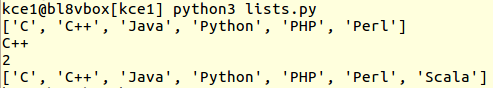 kce1@bl8vbox[kce1] python3 lists.py
['C', 'C++', 'Java', 'Python', 'PHP', 'Perl']
C++
2
['C', 'C++', 'Java', 'Python', 'PHP', 'Perl', 'Scala']